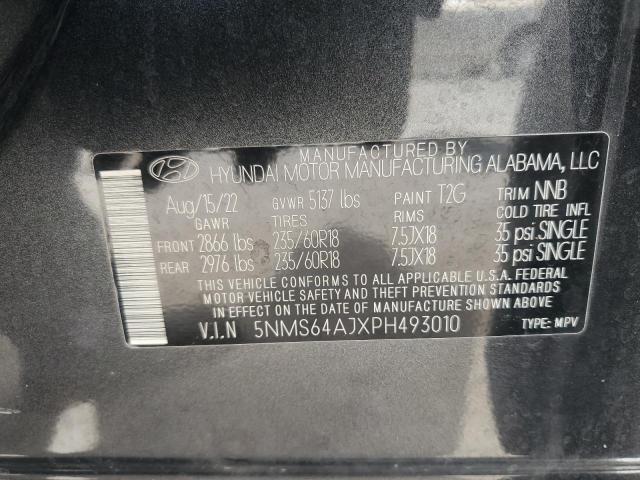 MANUFACTURED BY
HYUNDAI MOTOR MANUFACTURING ALABAMA, LLC
Aug/15/22 GVWR 5137 lbs PAINT T2G TRIM NNB
GAWR TIRES RIMS COLD TIRE INFL
FRONT 2866 lbs 235/60R18 7.5JX18 35 psi.SINGLE
REAR 2976 lbs 235/60R18 7.5JX18 35 psi SINGLE
THIS VEHICLE CONFORMS TO ALL APPLICABLE U.S.A. FEDERAL
MOTOR VEHICLE SAFETY AND THEFT PREVENTION STANDARDS
IN EFFECT ON THE DATE OF MANUFACTURE SHOWN ABOVE
V.I.N 5NMS64AJXPH493010 TYPE: MPV